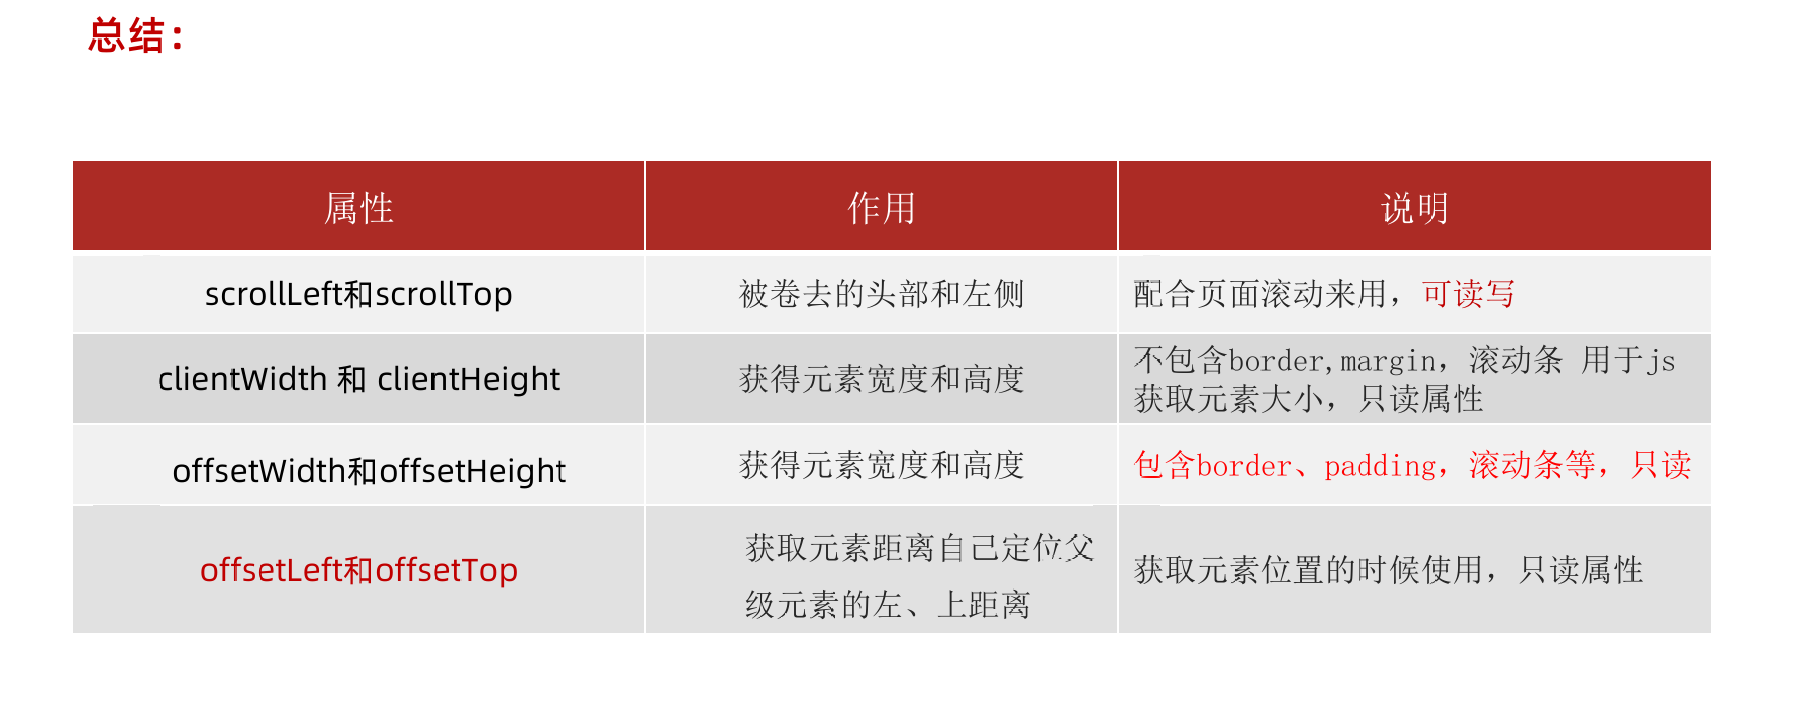 总结：
属性
作用
说明
scrollLeft和scrollTop
被卷去的头部和左侧
配合页面滚动来用，可读写
clientWidth 和 clientHeight
获得元素宽度和高度
不包含border,margin，滚动条 用于js
获取元素大小，只读属性
offsetWidth和offsetHeight
获得元素宽度和高度
包含border、padding，滚动条等，只读
offsetLeft和offsetTop
获取元素距离自己定位父
级元素的左、上距离
获取元素位置的时候使用，只读属性